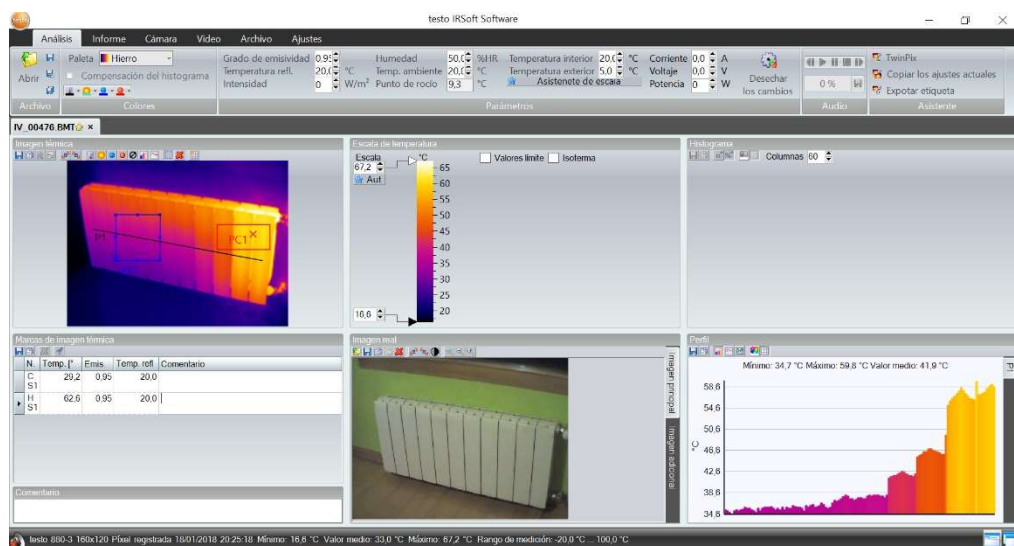 testo IRSoft Software
Análisis Informe Cámara Video Archivo Ajustes
Abrir
Paleta Hierro
Compensación del histograma
Grado de emisividad 0.95
Temperatura refl. 20,0 °C
Intensidad 0 W/m²
Humedad 50,0 %HR
Temp. ambiente 20,0 °C
Punto de rocío 9,3 °C
Temperatura interior 20,0 °C
Temperatura exterior 5.0 °C
Asistonete de escala
Corriente 0,0 A
Voltaje 0,0 V
Potencia 0 W
Desechar
los cambios
0 %
TwinPix
Copiar los ajustes actuales
Expotar etiqueta
Archivo Colores Parámetros Audio Asistente
IV_00476.BMT ×
Imagen térmica
P1
PC1
Escala de temperatura
Escala
67,2
Aut
°C
65
60
55
50
45
40
35
30
25
20
16,6
Valores límite Isoterma
Histograma
Columnas 60
Marcas de imagen térmica
N. Temp. [° Emis. Temp. refl Comentario
C S1 29,2 0,95 20,0
H S1 62,6 0,95 20,0
Comentario
Imagen real
Imagen principal
Imagen adicional
Perfil
Mínimo: 34,7 °C Máximo: 59,8 °C Valor medio: 41,9 °C
°C
58,6
54,6
50,6
46,6
42,6
38,6
34,6
testo 880-3 160x120 Píxel registrada 18/01/2018 20:25:18 Mínimo: 16,6 °C Valor medio: 33,0 °C Máximo: 67,2 °C Rango de medición: -20,0 °C ... 100,0 °C